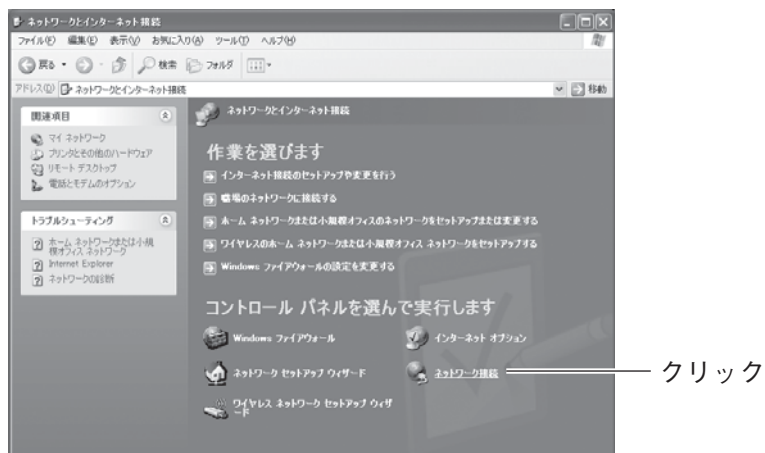 ネットワークとインターネット接続
ファイル(F) 編集(E) 表示(V) お気に入り(A) ツール(T) ヘルプ(H)
戻る 検索 フォルダ
アドレス(D) ネットワークとインターネット接続 移動
関連項目
マイ ネットワーク
プリンタとその他のハードウェア
リモート デスクトップ
電話とモデムのオプション
トラブルシューティング
ホーム ネットワークまたは小規
模オフィス ネットワーク
Internet Explorer
ネットワークの診断
ネットワークとインターネット接続
作業を選びます
インターネット接続のセットアップや変更を行う
職場のネットワークに接続する
ホーム ネットワークまたは小規模オフィスのネットワークをセットアップまたは変更する
ワイヤレスのホーム ネットワークまたは小規模オフィス ネットワークをセットアップする
Windows ファイアウォールの設定を変更する
コントロール パネルを選んで実行します
Windows ファイアウォール
インターネット オプション
ネットワーク セットアップ ウィザード
ネットワーク接続
クリック
ワイヤレス ネットワーク セットアップ ウィザ
ード